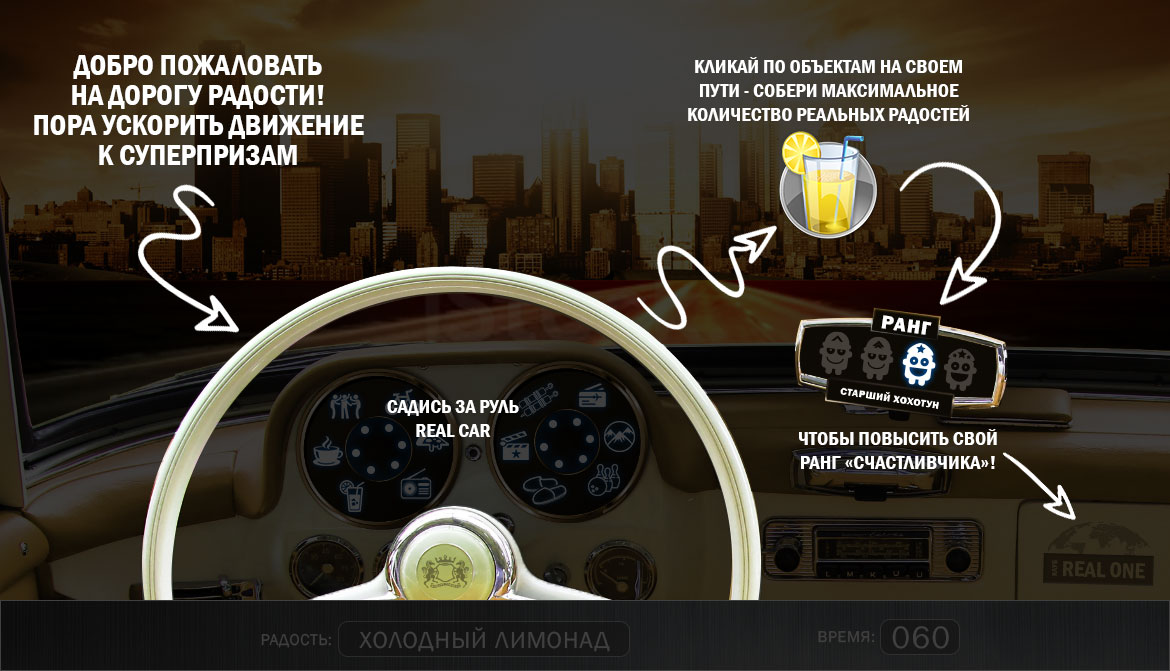 ДОБРО ПОЖАЛОВАТЬ
НА ДОРОГУ РАДОСТИ!
ПОРА УСКОРИТЬ ДВИЖЕНИЕ
К СУПЕРПРИЗАМ
КЛИКАЙ ПО ОБЪЕКТАМ НА СВОЕМ
ПУТИ - СОБЕРИ МАКСИМАЛЬНОЕ
КОЛИЧЕСТВО РЕАЛЬНЫХ РАДОСТЕЙ
РАНГ
СТАРШИЙ ХОХОТУН
САДИСЬ ЗА РУЛЬ
REAL CAR
ЧТОБЫ ПОВЫСИТЬ СВОЙ
РАНГ «СЧАСТЛИВЧИКА»!
REAL ONE
РАДОСТЬ: ХОЛОДНЫЙ ЛИМОНАД
ВРЕМЯ: 060